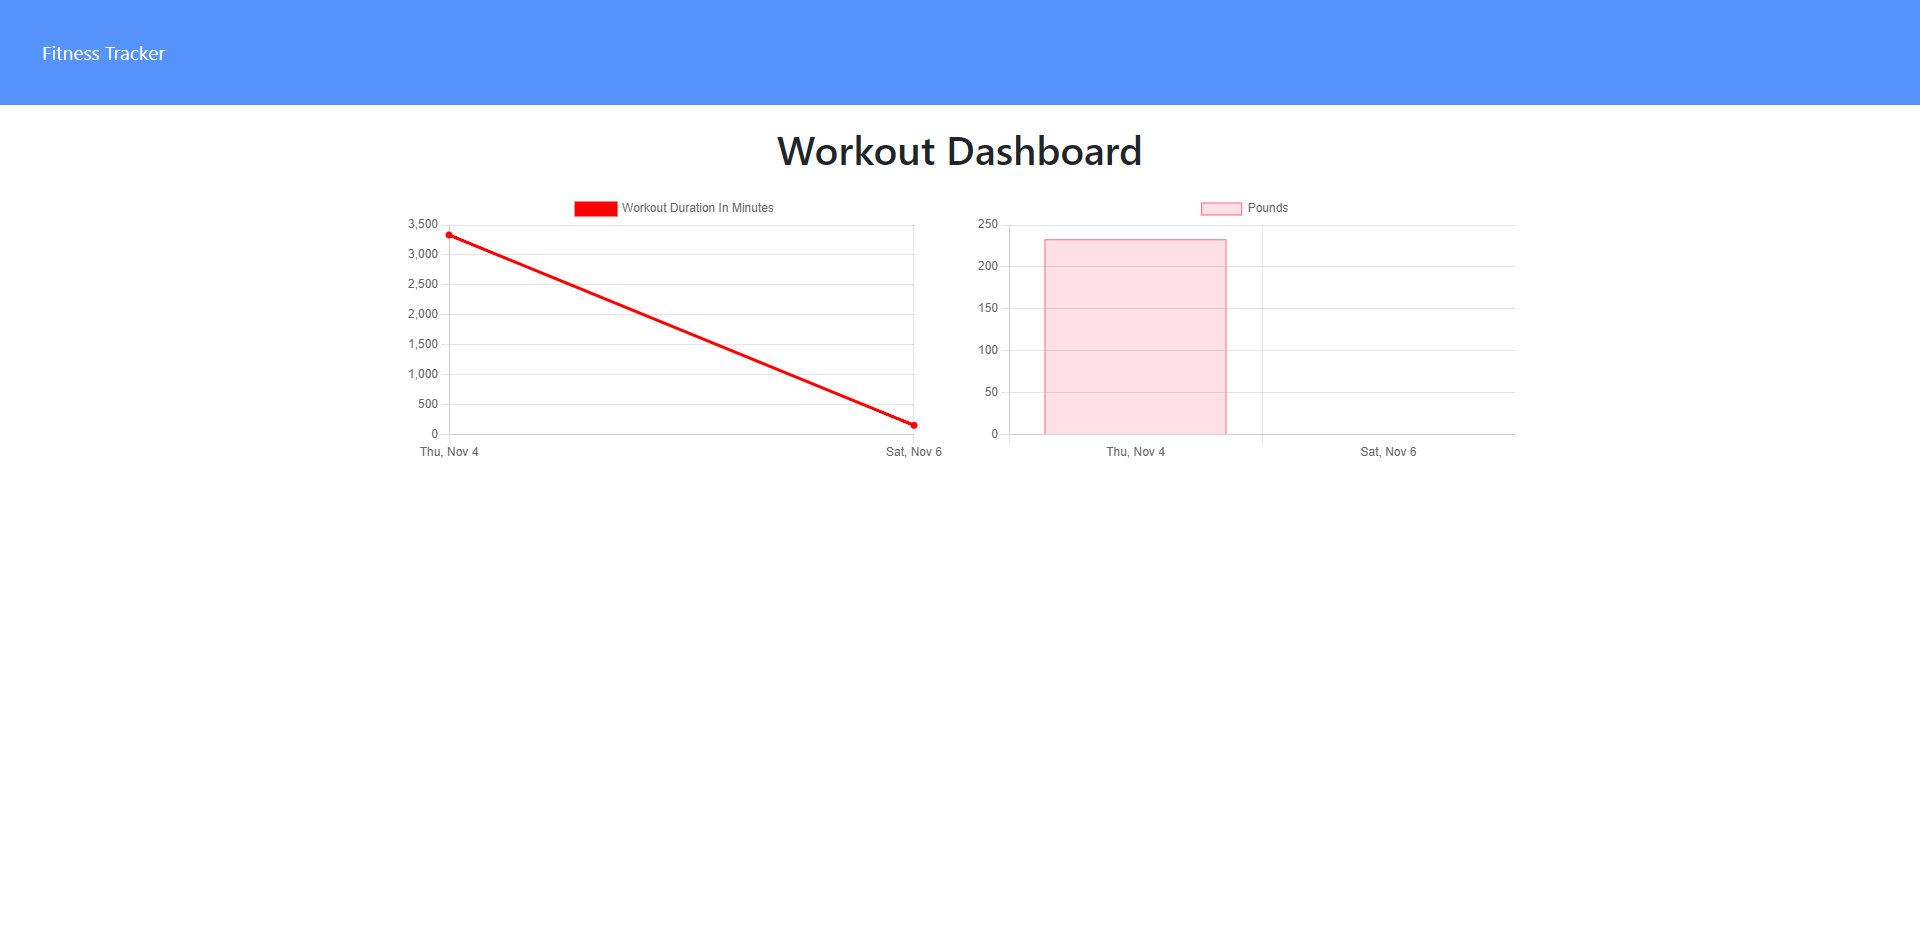 Fitness Tracker
Workout Dashboard
Workout Duration In Minutes
3,500
3,000
2,500
2,000
1,500
1,000
500
0
Thu, Nov 4 Sat, Nov 6
Pounds
250
200
150
100
50
0
Thu, Nov 4 Sat, Nov 6